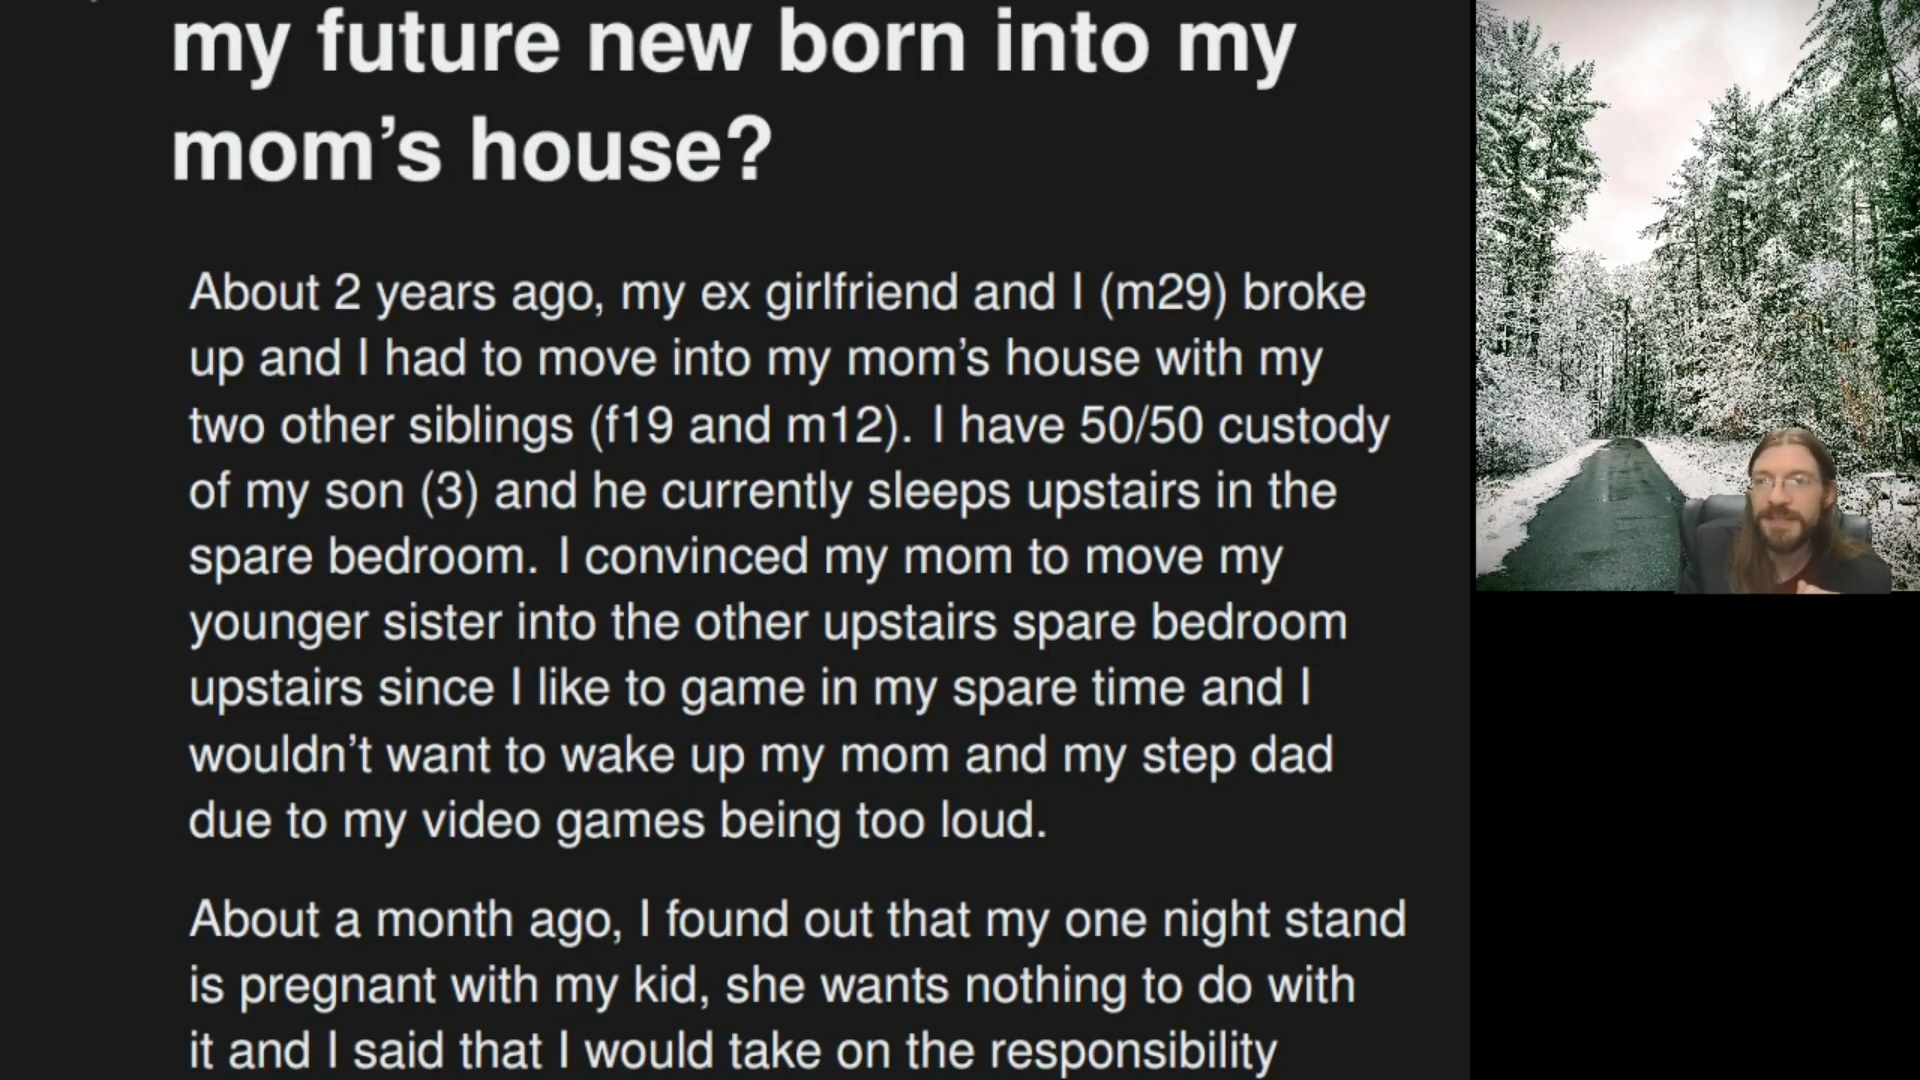 my future new born into my
mom’s house?
About 2 years ago, my ex girlfriend and I (m29) broke
up and I had to move into my mom’s house with my
two other siblings (f19 and m12). I have 50/50 custody
of my son (3) and he currently sleeps upstairs in the
spare bedroom. I convinced my mom to move my
younger sister into the other upstairs spare bedroom
upstairs since I like to game in my spare time and I
wouldn’t want to wake up my mom and my step dad
due to my video games being too loud.
About a month ago, I found out that my one night stand
is pregnant with my kid, she wants nothing to do with
it and I said that I would take on the responsibility